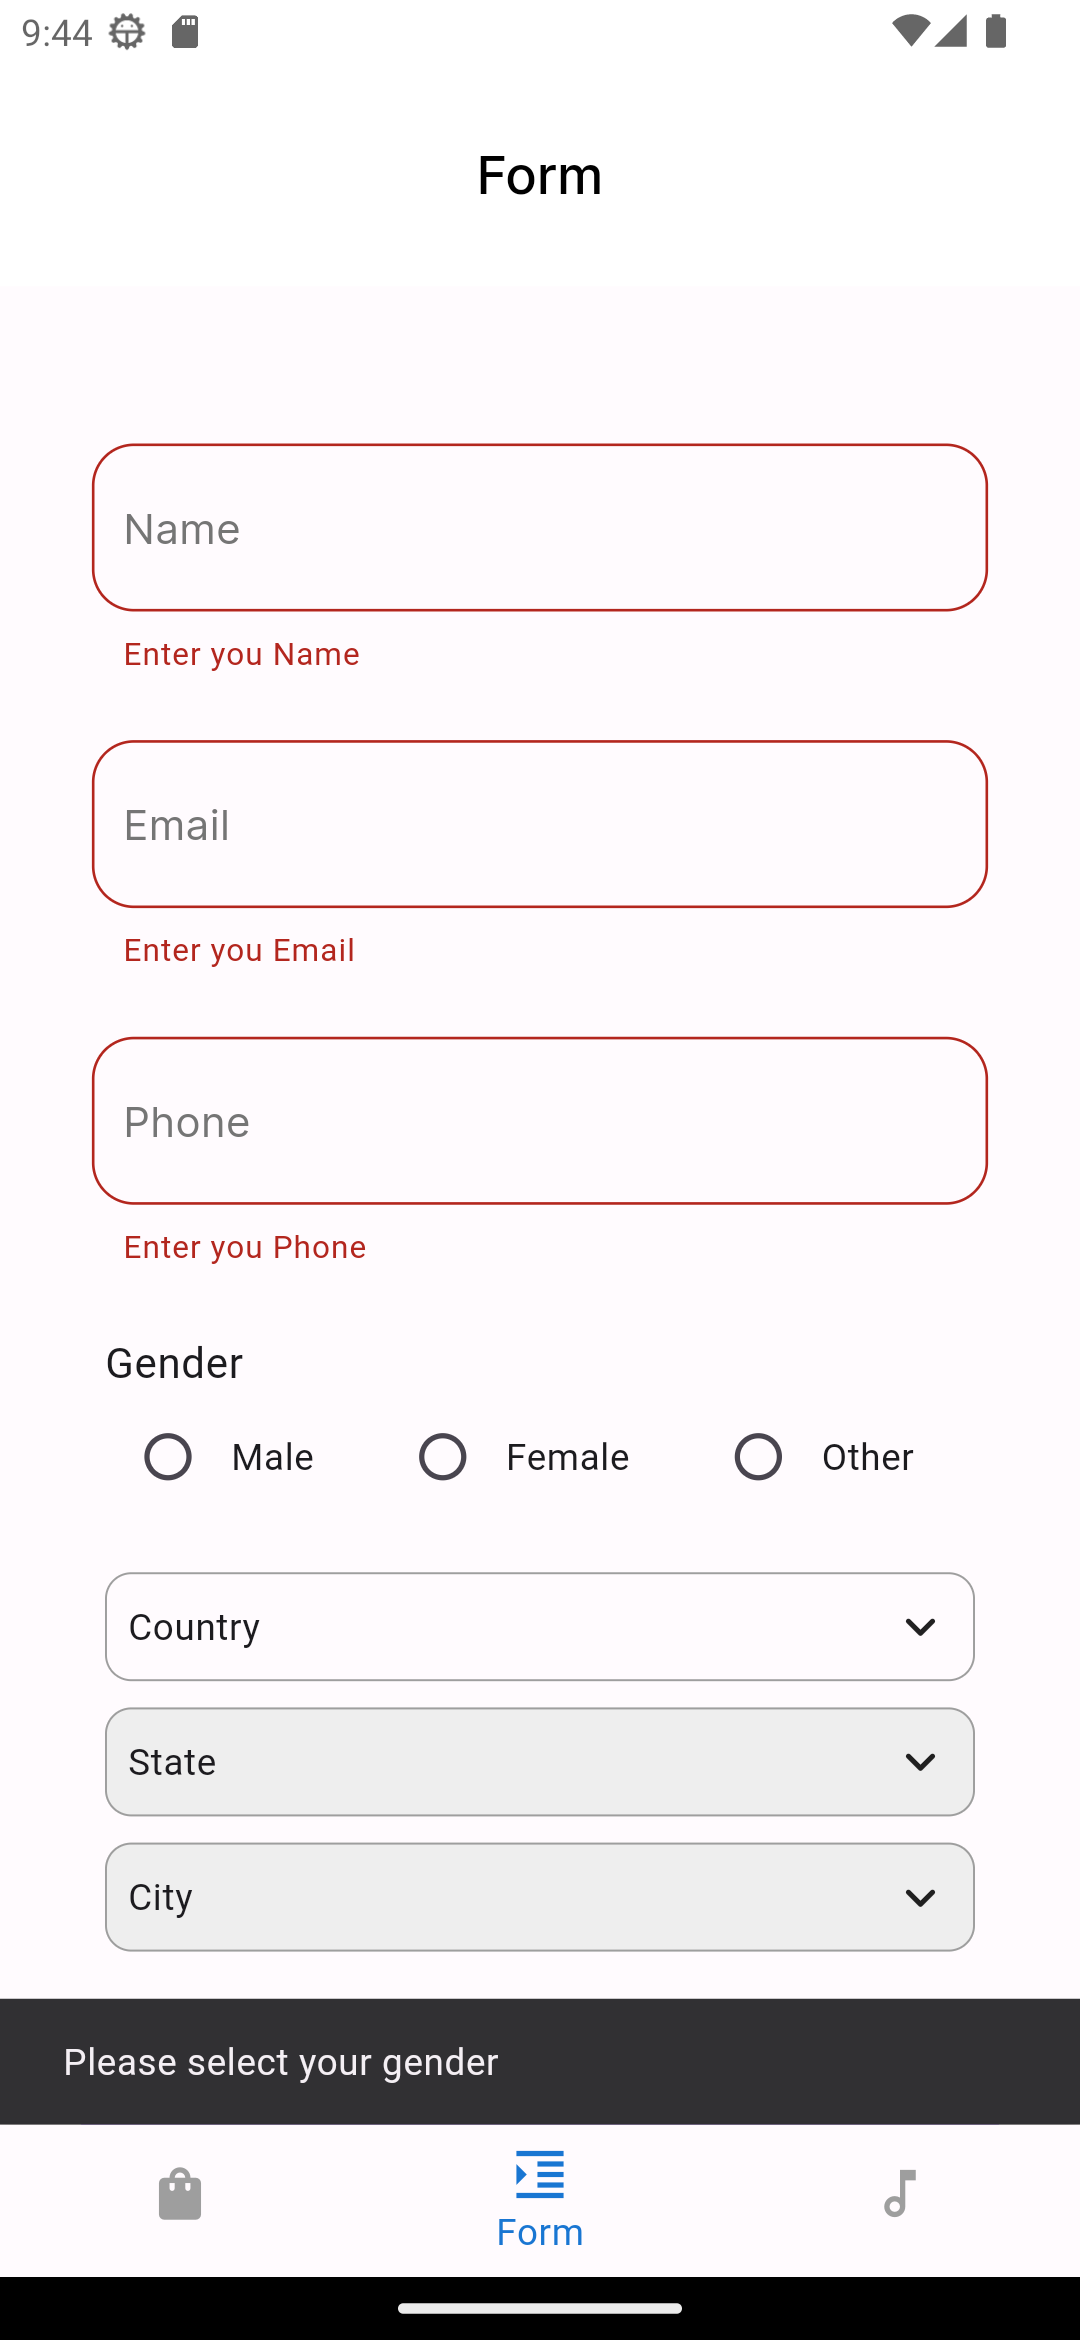 9:44
Form
Name
Enter you Name
Email
Enter you Email
Phone
Enter you Phone
Gender
Male Female Other
Country
State
City
Please select your gender
Form